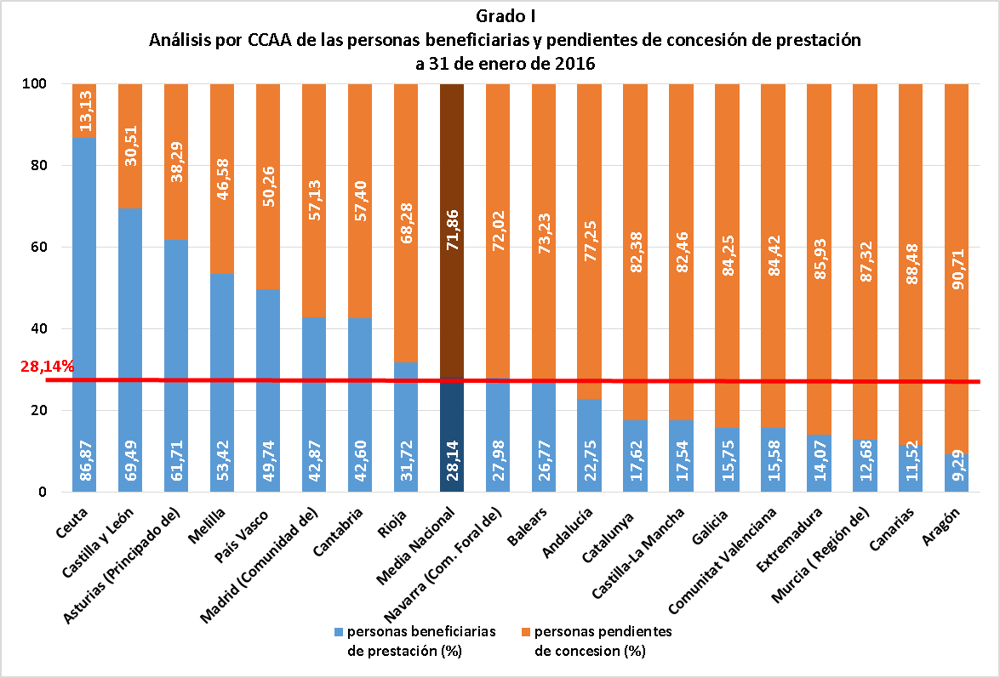 Grado I
Análisis por CCAA de las personas beneficiarias y pendientes de concesión de prestación
a 31 de enero de 2016
100
80
60
40
20
0
28,14%
13,13
30,51
38,29
46,58
50,26
57,13
57,40
68,28
71,86
72,02
73,23
77,25
82,38
82,46
84,25
84,42
85,93
87,32
88,48
90,71
86,87
69,49
61,71
53,42
49,74
42,87
42,60
31,72
28,14
27,98
26,77
22,75
17,62
17,54
15,75
15,58
14,07
12,68
11,52
9,29
Ceuta
Castilla y León
Asturias (Principado de)
Melilla
País Vasco
Madrid (Comunidad de)
Cantabria
Rioja
Media Nacional
Navarra (Com. Foral de)
Balears
Andalucía
Catalunya
Castilla-La Mancha
Galicia
Comunitat Valenciana
Extremadura
Murcia ( Región de)
Canarias
Aragón
personas beneficiarias
de prestación (%)
personas pendientes
de concesion (%)